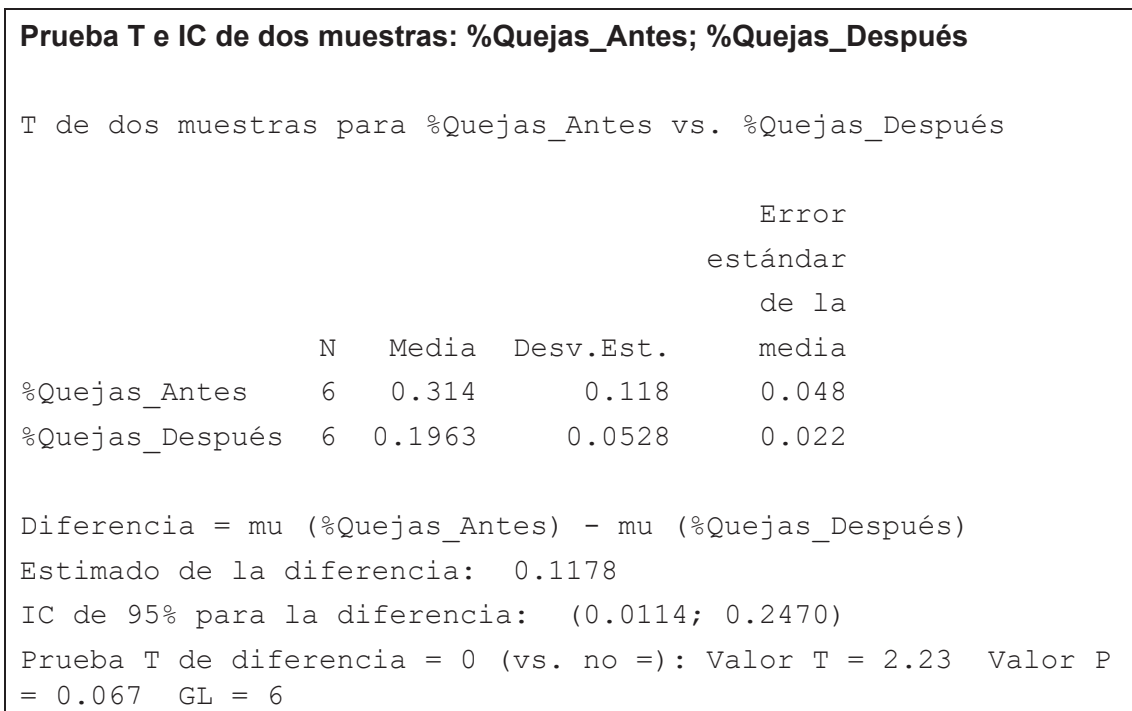 Prueba T e IC de dos muestras: %Quejas_Antes; %Quejas_Después
T de dos muestras para %Quejas_Antes vs. %Quejas_Después
Error
estándar
de la
N Media Desv.Est. media
%Quejas_Antes 6 0.314 0.118 0.048
%Quejas_Después 6 0.1963 0.0528 0.022
Diferencia = mu (%Quejas_Antes) - mu (%Quejas_Después)
Estimado de la diferencia: 0.1178
IC de 95% para la diferencia: (0.0114; 0.2470)
Prueba T de diferencia = 0 (vs. no =): Valor T = 2.23 Valor P
= 0.067 GL = 6